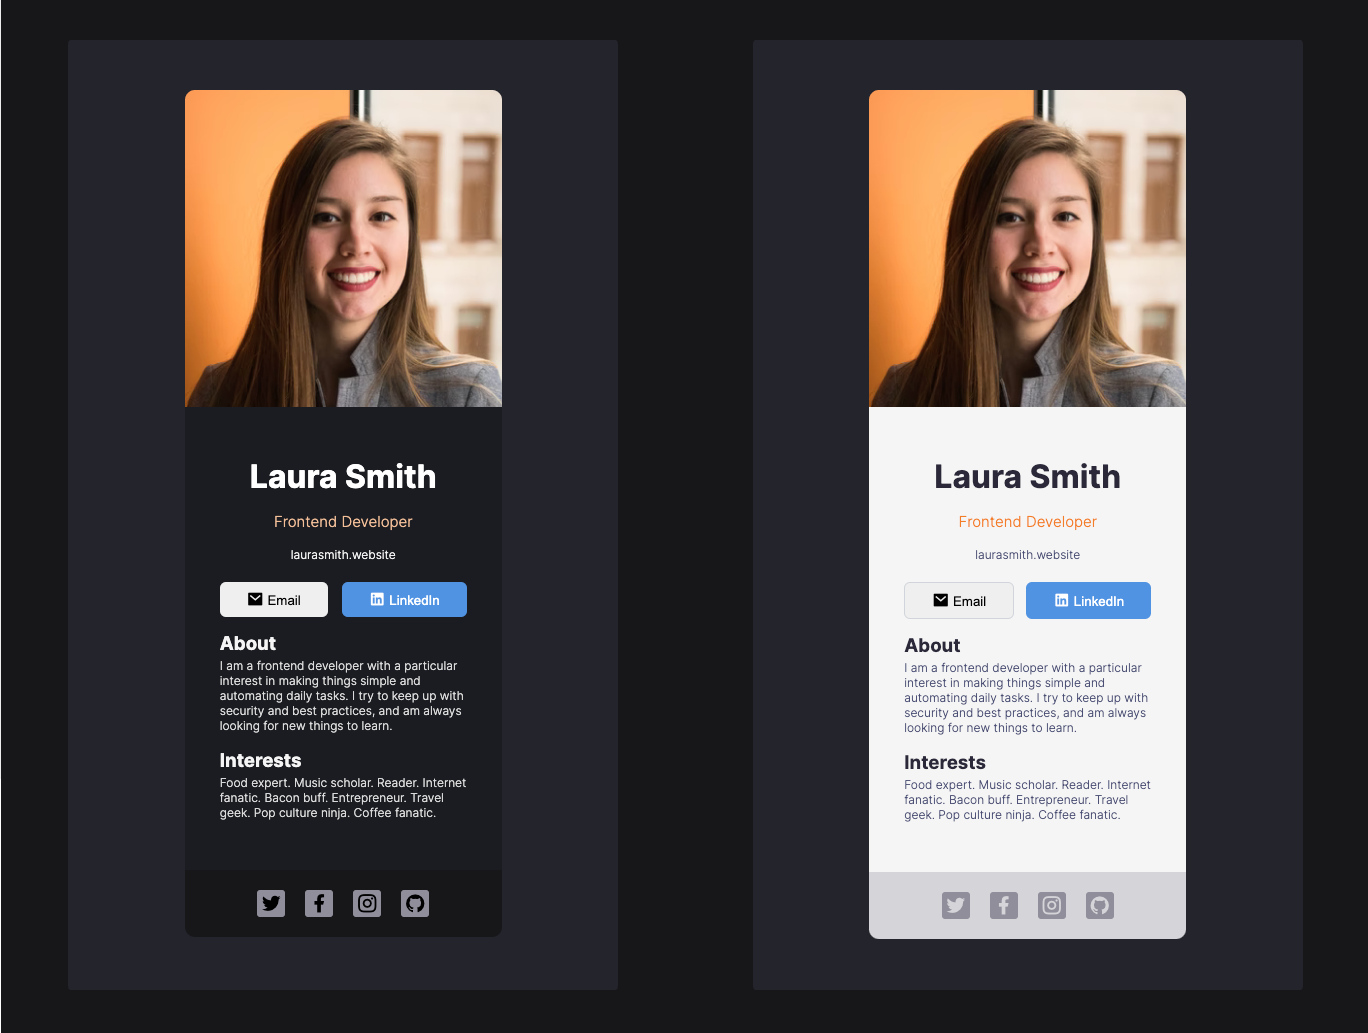 Laura Smith
Frontend Developer
laurasmith.website
Email
LinkedIn
About
I am a frontend developer with a particular
interest in making things simple and
automating daily tasks. I try to keep up with
security and best practices, and am always
looking for new things to learn.
Interests
Food expert. Music scholar. Reader. Internet
fanatic. Bacon buff. Entrepreneur. Travel
geek. Pop culture ninja. Coffee fanatic.
Laura Smith
Frontend Developer
laurasmith.website
Email
LinkedIn
About
I am a frontend developer with a particular
interest in making things simple and
automating daily tasks. I try to keep up with
security and best practices, and am always
looking for new things to learn.
Interests
Food expert. Music scholar. Reader. Internet
fanatic. Bacon buff. Entrepreneur. Travel
geek. Pop culture ninja. Coffee fanatic.